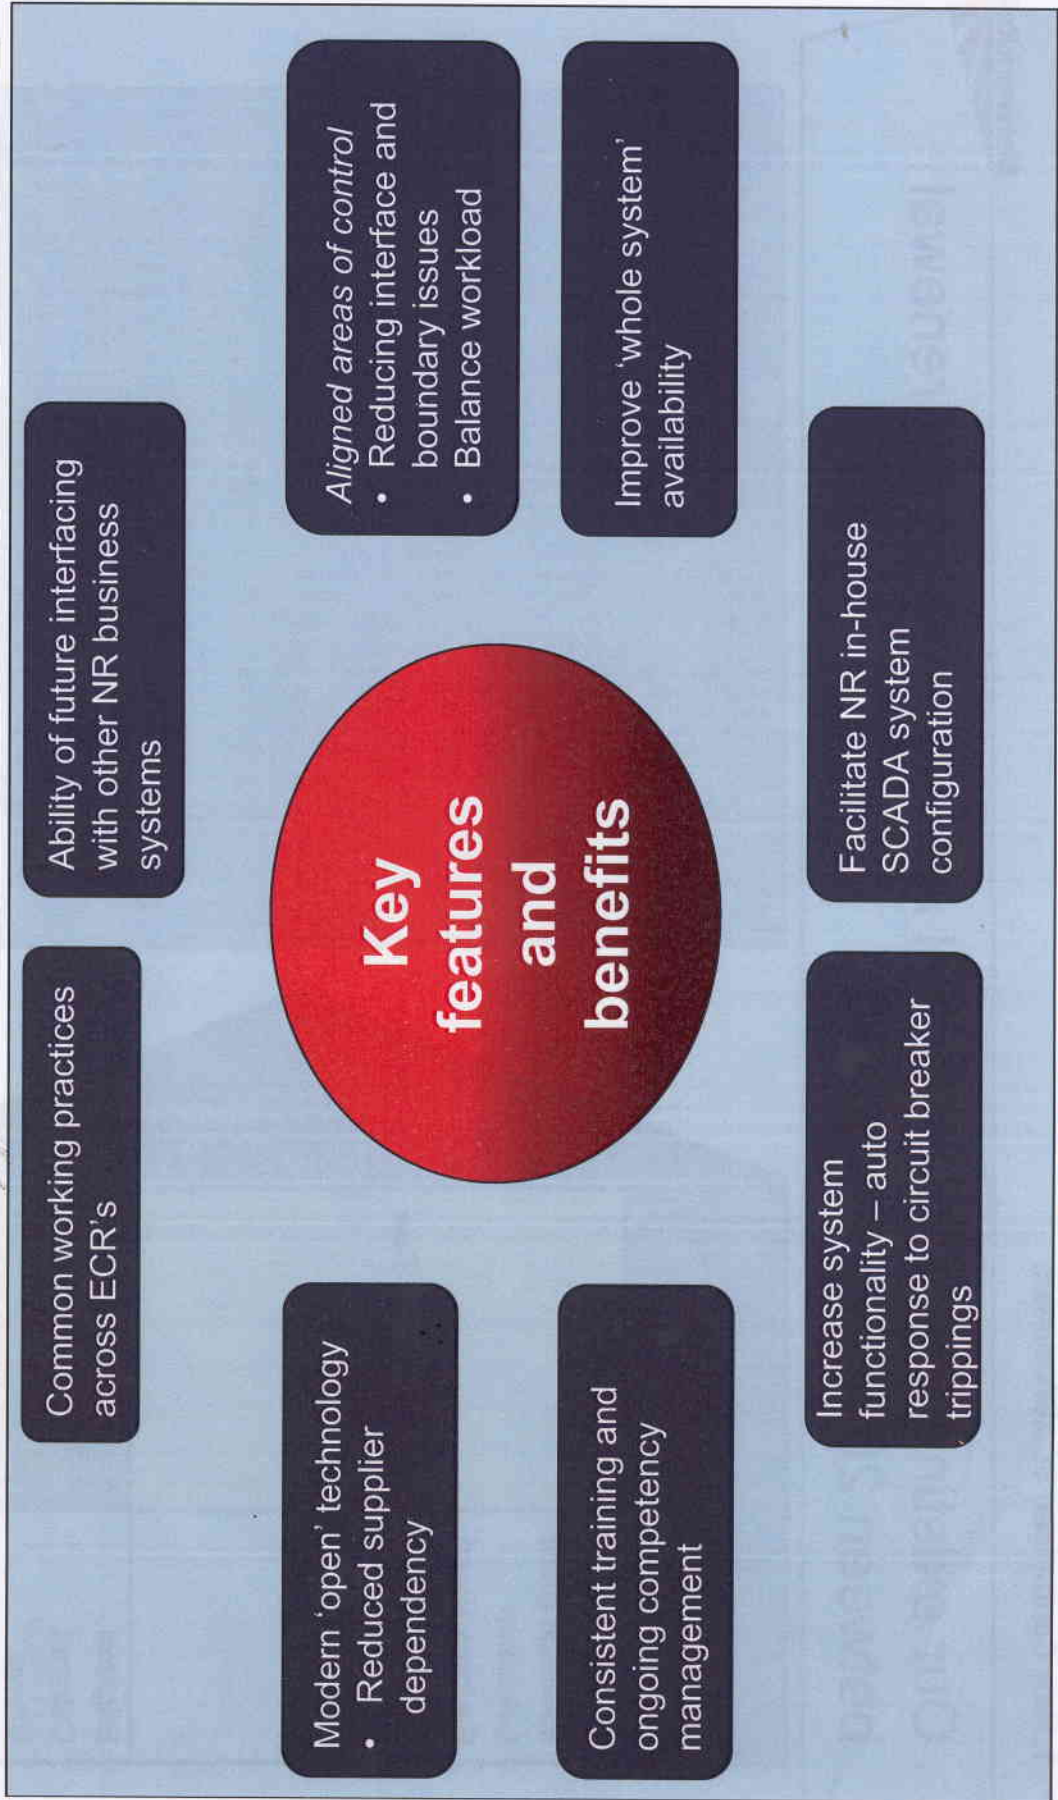 Common working practices
across ECR's
Ability of future interfacing
with other NR business
systems
Modern 'open' technology
• Reduced supplier
dependency
Key
features
and
benefits
Aligned areas of control
• Reducing interface and
boundary issues
• Balance workload
Consistent training and
ongoing competency
management
Improve 'whole system'
availability
Increase system
functionality – auto
response to circuit breaker
trippings
Facilitate NR in-house
SCADA system
configuration